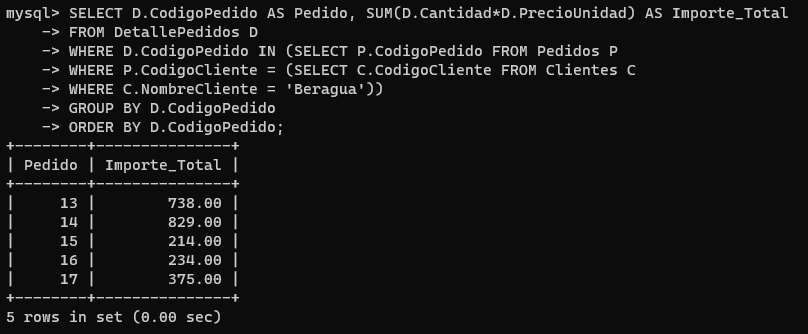 mysql> SELECT D.CodigoPedido AS Pedido, SUM(D.Cantidad*D.PrecioUnidad) AS Importe_Total
    -> FROM DetallePedidos D
    -> WHERE D.CodigoPedido IN (SELECT P.CodigoPedido FROM Pedidos P
    -> WHERE P.CodigoCliente = (SELECT C.CodigoCliente FROM Clientes C
    -> WHERE C.NombreCliente = 'Beragua'))
    -> GROUP BY D.CodigoPedido
    -> ORDER BY D.CodigoPedido;
+--------+---------------+
| Pedido | Importe_Total |
+--------+---------------+
|     13 |        738.00 |
|     14 |        829.00 |
|     15 |        214.00 |
|     16 |        234.00 |
|     17 |        375.00 |
+--------+---------------+
5 rows in set (0.00 sec)